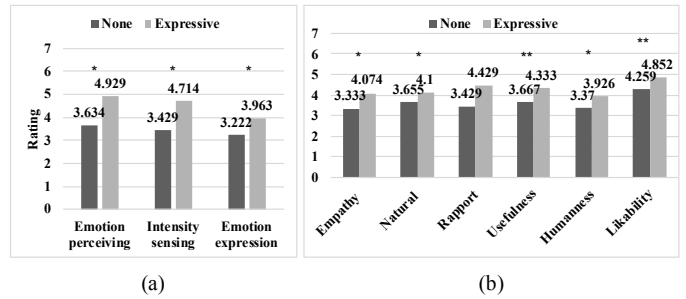 None Expressive
7
6
5
4
3
2
1
0
Rating
* * *
3.634 4.929 3.429 4.714 3.222 3.963
Emotion perceiving
Intensity sensing
Emotion expression
(a)
None Expressive
7
6
5
4
3
2
1
0
* * ** * **
3.333 4.074 3.655 4.1 3.429 4.429 3.667 4.333 3.37 3.926 4.259 4.852
Empathy
Natural
Rapport
Usefulness
Humanness
Likability
(b)